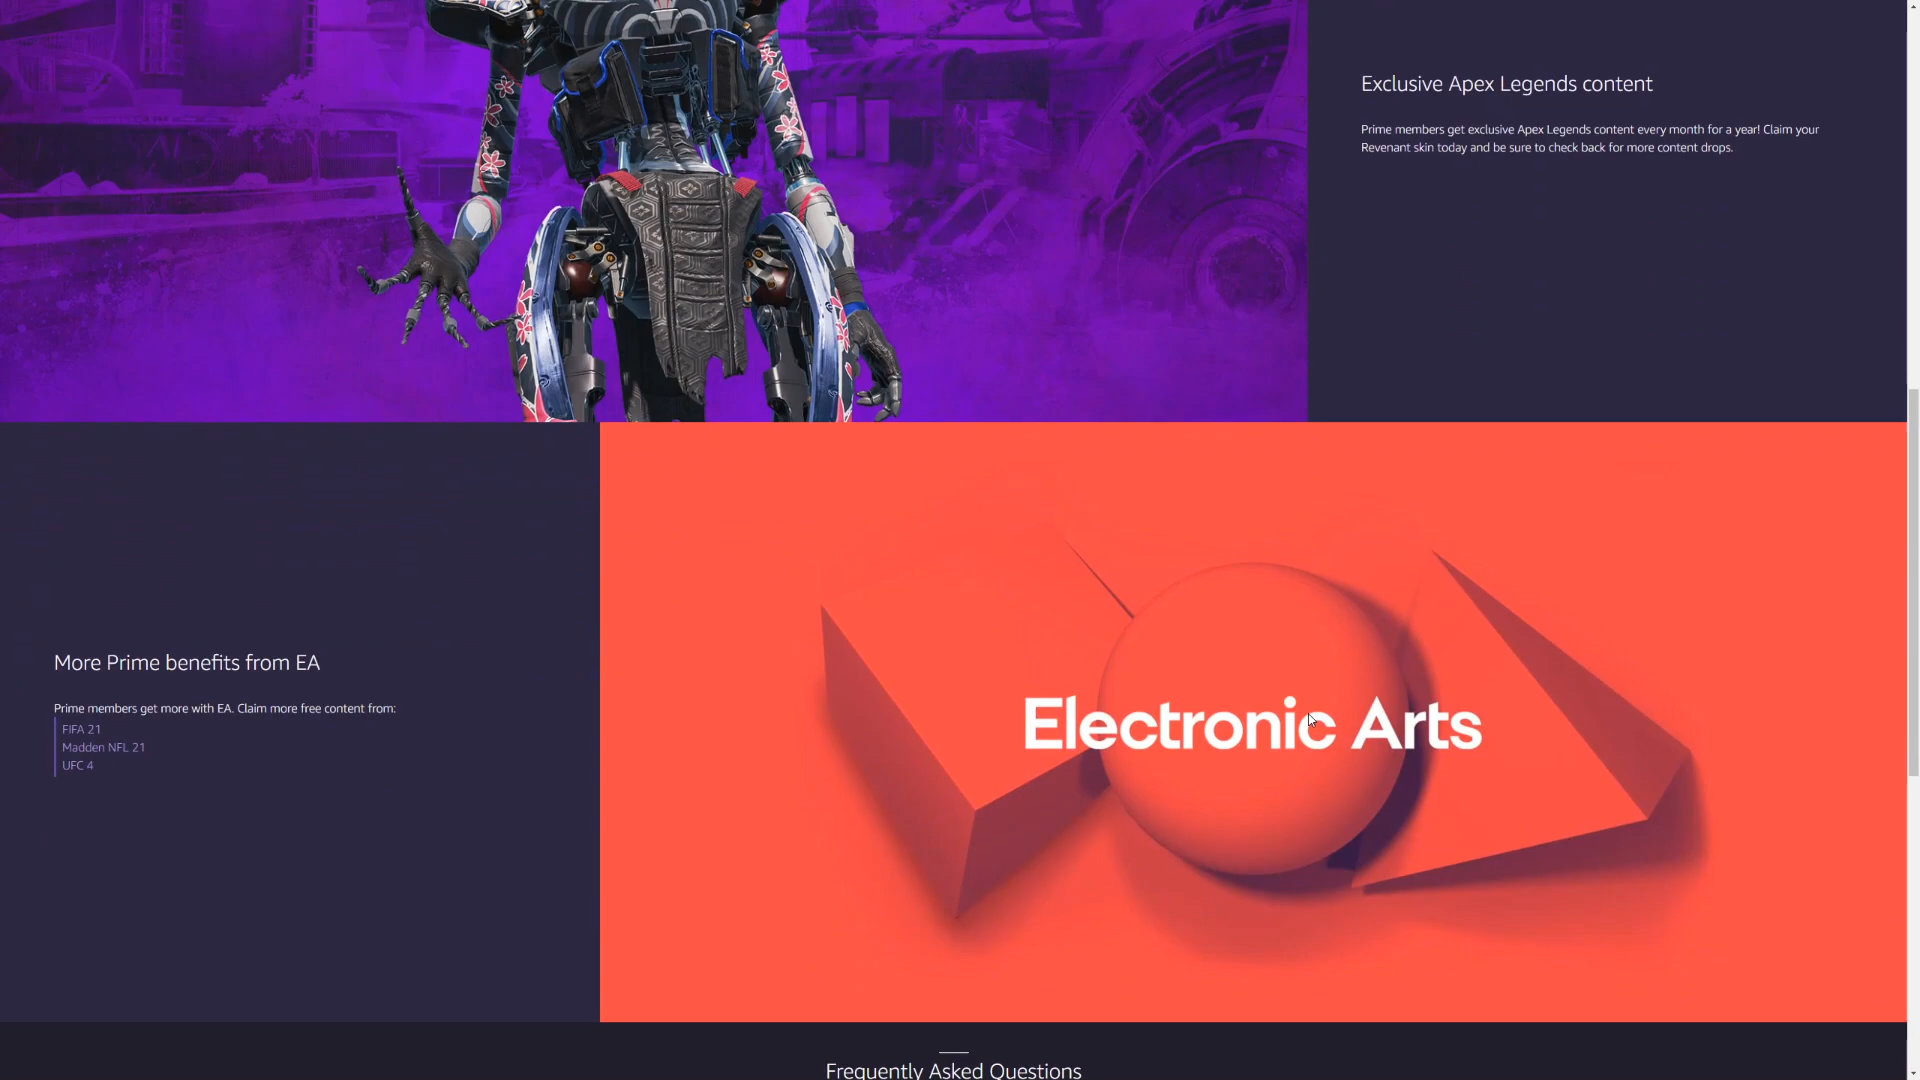 Exclusive Apex Legends content
Prime members get exclusive Apex Legends content every month for a year! Claim your
Revenant skin today and be sure to check back for more content drops.
More Prime benefits from EA
Prime members get more with EA. Claim more free content from:
FIFA 21
Madden NFL 21
UFC 4
Electronic Arts
Frequently Asked Questions